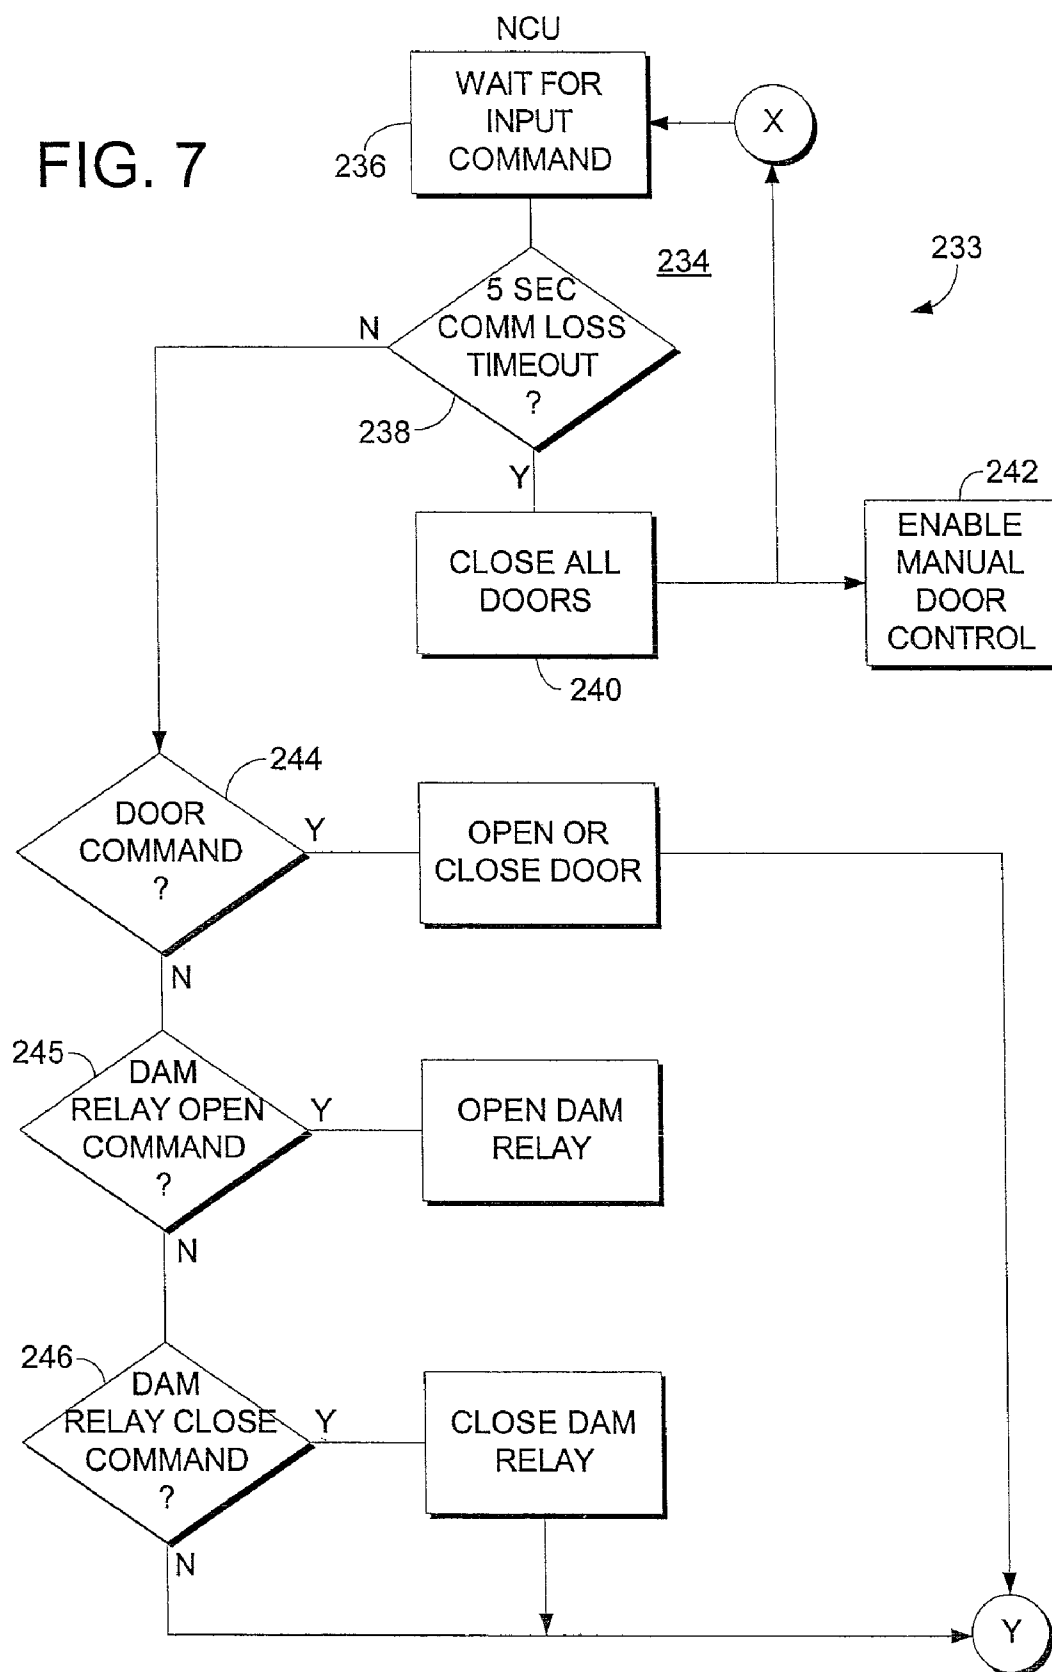 NCU
WAIT FOR
INPUT
COMMAND
X
FIG. 7
236
234
233
5 SEC
COMM LOSS
TIMEOUT
?
N
238
Y
242
ENABLE
MANUAL
DOOR
CONTROL
CLOSE ALL
DOORS
240
244
DOOR
COMMAND
?
Y
OPEN OR
CLOSE DOOR
N
245
DAM
RELAY OPEN
COMMAND
?
Y
OPEN DAM
RELAY
N
246
DAM
RELAY CLOSE
COMMAND
?
Y
CLOSE DAM
RELAY
N
Y